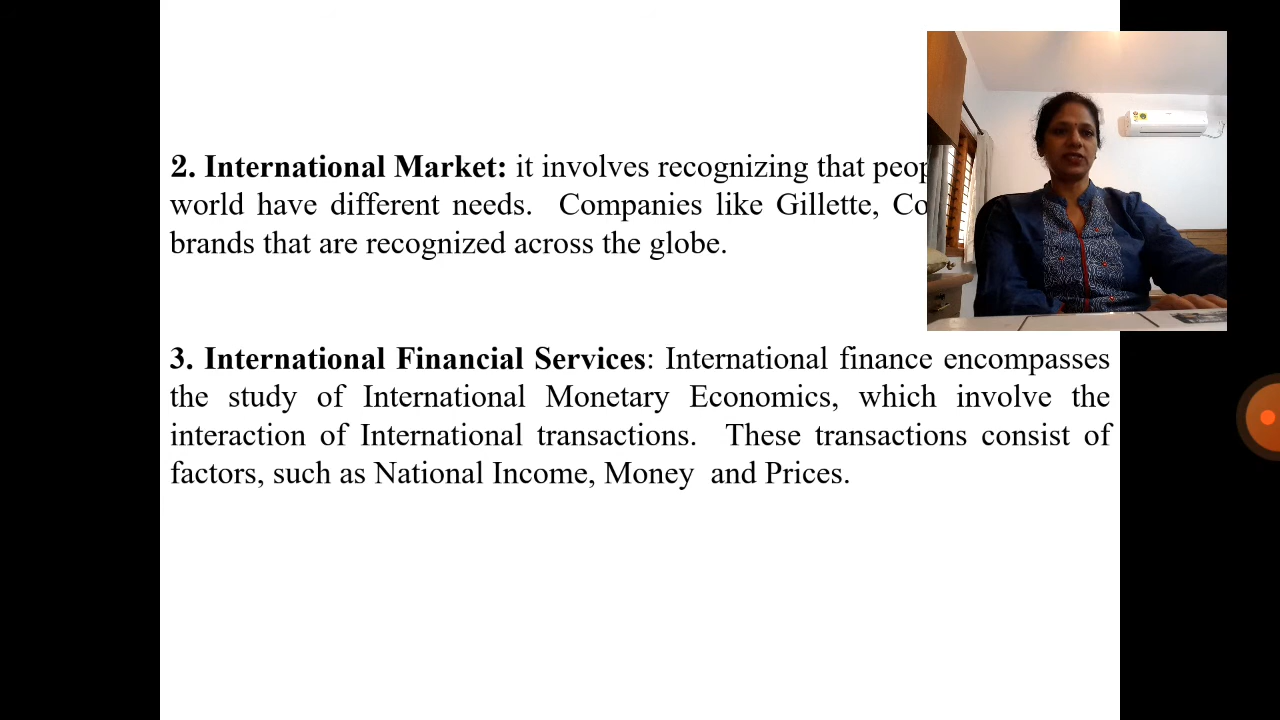 2. International Market: it involves recognizing that
world have different needs. Companies like Gillette,
brands that are recognized across the globe.
3. International Financial Services: International finance encompasses
the study of International Monetary Economics, which involve the
interaction of International transactions. These transactions consist of
factors, such as National Income, Money and Prices.